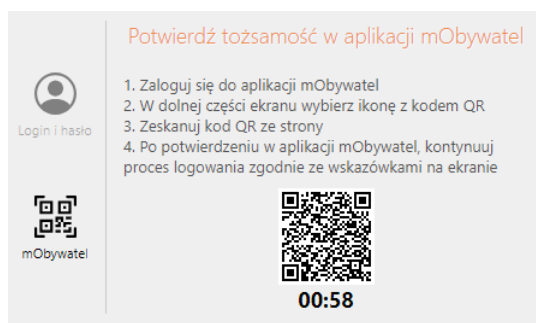 Potwierdź tożsamość w aplikacji mObywatel
Login i hasło
mObywatel
1. Zaloguj się do aplikacji mObywatel
2. W dolnej części ekranu wybierz ikonę z kodem QR
3. Zeskanuj kod QR ze strony
4. Po potwierdzeniu w aplikacji mObywatel, kontynuuj
proces logowania zgodnie ze wskazówkami na ekranie
00:58